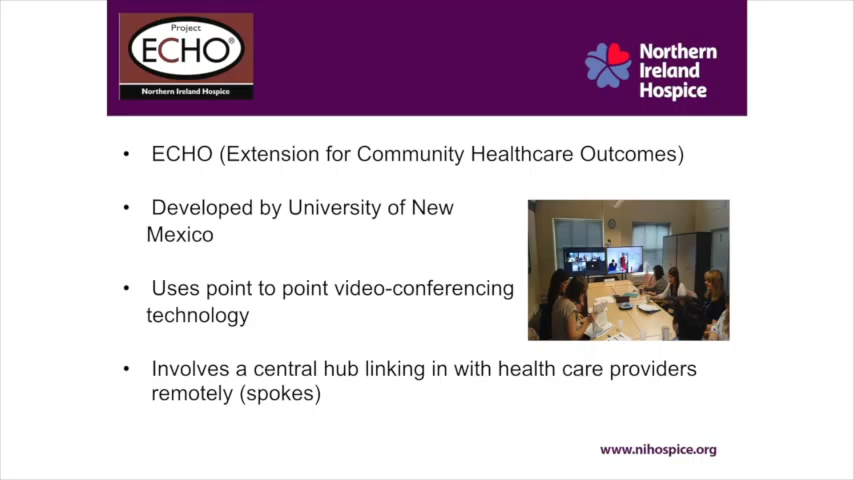 Project
ECHO®
Northern Ireland Hospice
Northern
Ireland
Hospice
• ECHO (Extension for Community Healthcare Outcomes)
• Developed by University of New
Mexico
• Uses point to point video-conferencing
technology
• Involves a central hub linking in with health care providers
remotely (spokes)
www.nihospice.org